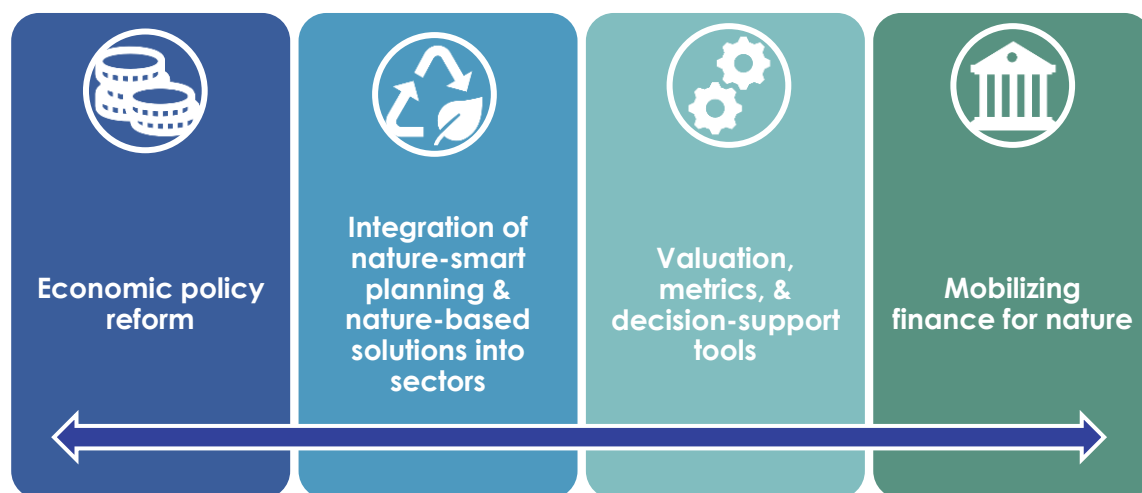 Economic policy
reform
Integration of
nature-smart
planning &
nature-based
solutions into
sectors
Valuation,
metrics, &
decision-support
tools
Mobilizing
finance for nature